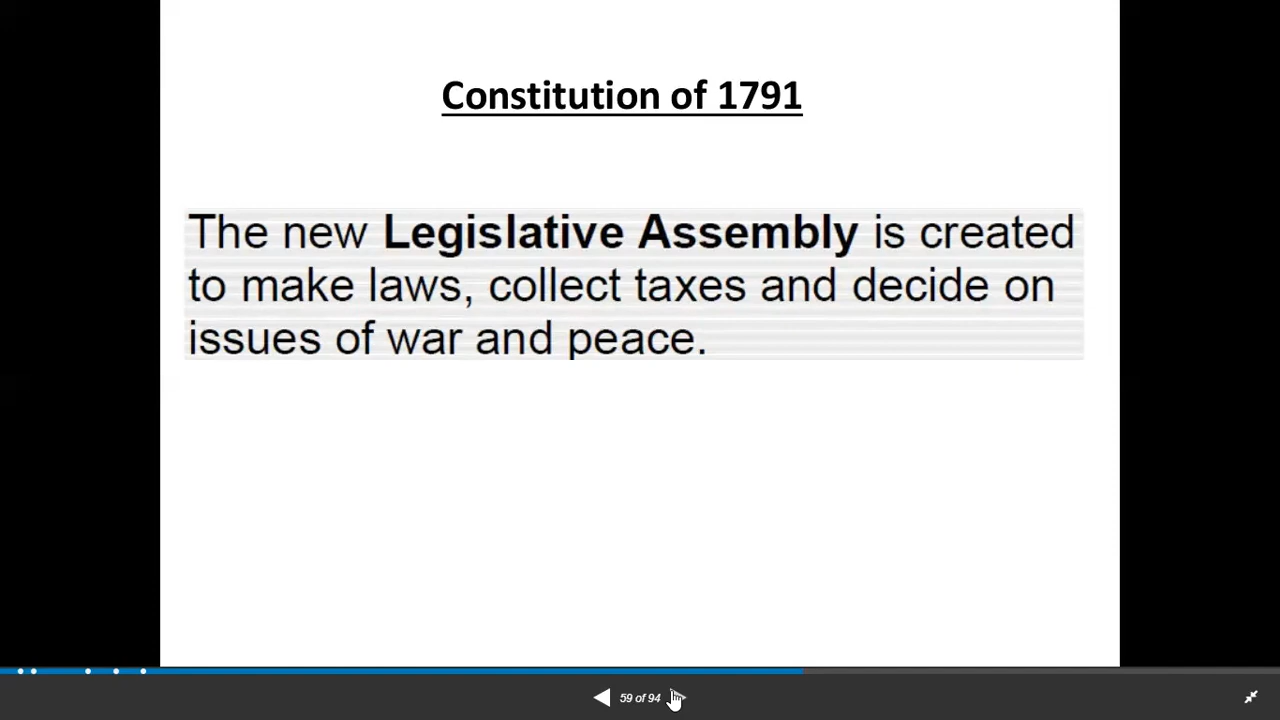 Constitution of 1791
The new Legislative Assembly is created
to make laws, collect taxes and decide on
issues of war and peace.
59 of 94